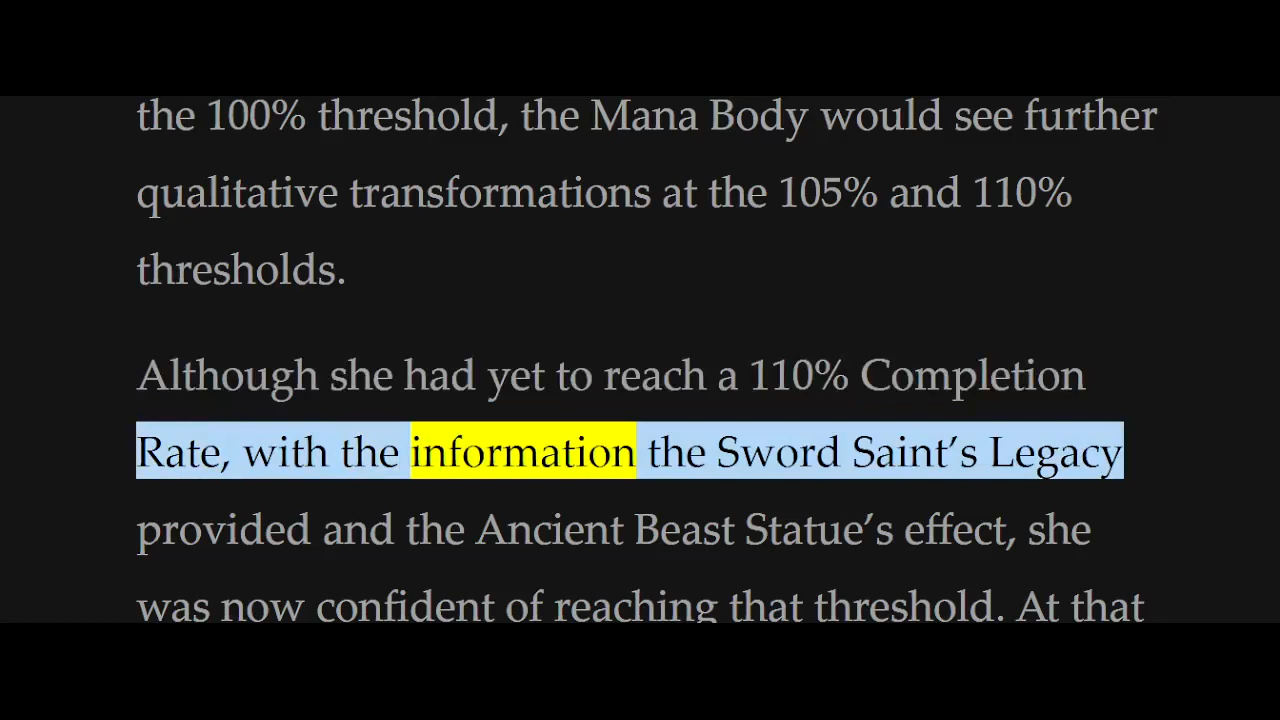 the 100% threshold, the Mana Body would see further
qualitative transformations at the 105% and 110%
thresholds.
Although she had yet to reach a 110% Completion
Rate, with the information the Sword Saint’s Legacy
provided and the Ancient Beast Statue’s effect, she
was now confident of reaching that threshold. At that